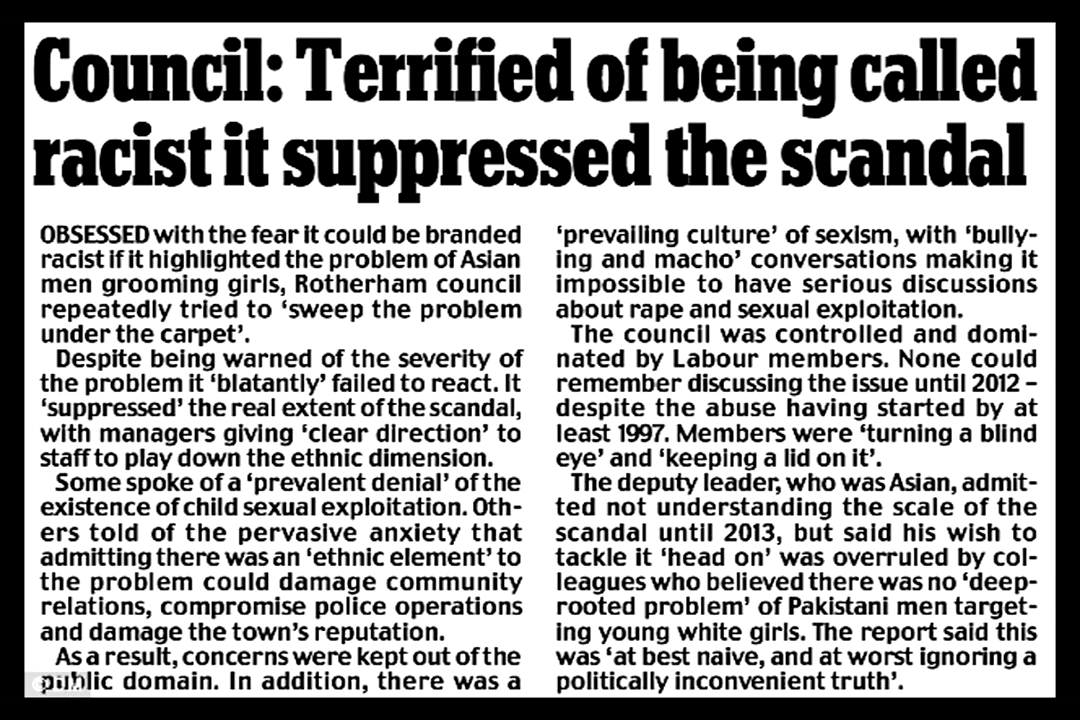 Council: Terrified of being called
racist it suppressed the scandal
OBSESSED with the fear it could be branded
racist if it highlighted the problem of Asian
men grooming girls, Rotherham council
repeatedly tried to ‘sweep the problem
under the carpet’.
Despite being warned of the severity of
the problem it ‘blatantly’ failed to react. It
‘suppressed’ the real extent of the scandal,
with managers giving ‘clear direction’ to
staff to play down the ethnic dimension.
Some spoke of a ‘prevalent denial’ of the
existence of child sexual exploitation. Oth-
ers told of the pervasive anxiety that
admitting there was an ‘ethnic element’ to
the problem could damage community
relations, compromise police operations
and damage the town’s reputation.
As a result, concerns were kept out of the
public domain. In addition, there was a
‘prevailing culture’ of sexism, with ‘bully-
ing and macho’ conversations making it
impossible to have serious discussions
about rape and sexual exploitation.
The council was controlled and domi-
nated by Labour members. None could
remember discussing the issue until 2012 –
despite the abuse having started by at
least 1997. Members were ‘turning a blind
eye’ and ‘keeping a lid on it’.
The deputy leader, who was Asian, admit-
ted not understanding the scale of the
scandal until 2013, but said his wish to
tackle it ‘head on’ was overruled by col-
leagues who believed there was no ‘deep-
rooted problem’ of Pakistani men target-
ing young white girls. The report said this
was ‘at best naive, and at worst ignoring a
politically inconvenient truth’.